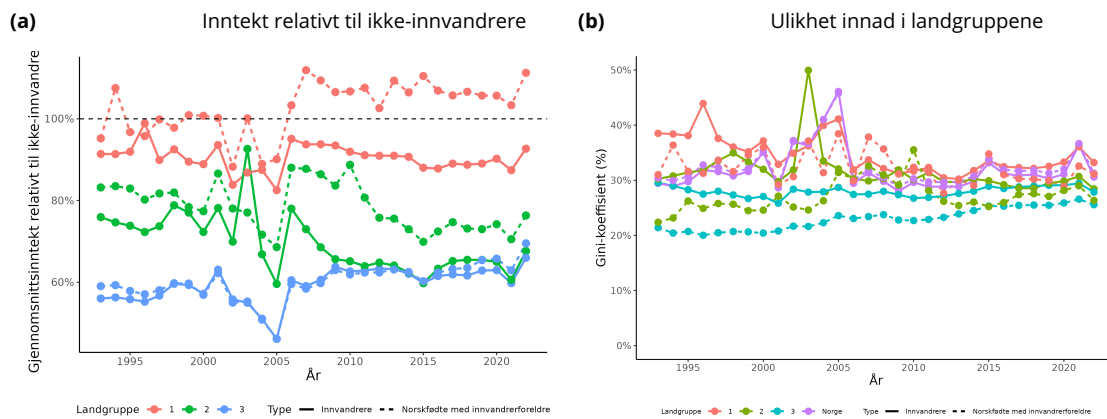 (a)
Inntekt relativt til ikke-innvandrere
Gjennomsnittsinntekt relativt til ikke-innvandre
100%
80%
60%
1995
2000
2005
2010
2015
2020
År
Landgruppe 1 2 3 Type Innvandrere Norskfødte med innvandrerforeldre
(b)
Ulikhet innad i landgruppene
Gini-koeffisient (%)
50%
40%
30%
20%
10%
0%
1995
2000
2005
2010
2015
2020
År
Landgruppe 1 2 3 Norge Type Innvandrere Norskfødte med innvandrerforeldre